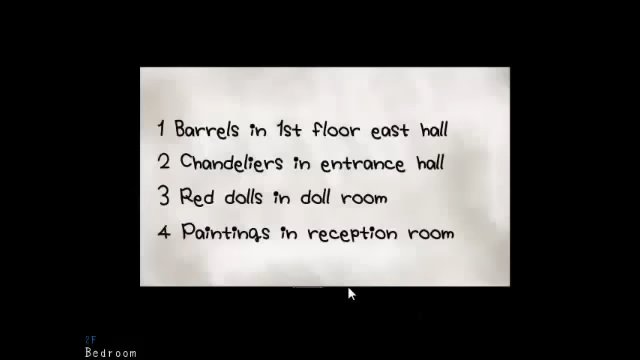 1 Barrels in 1st floor east hall
2 Chandeliers in entrance hall
3 Red dolls in doll room
4 Paintings in reception room
2F
Bedroom